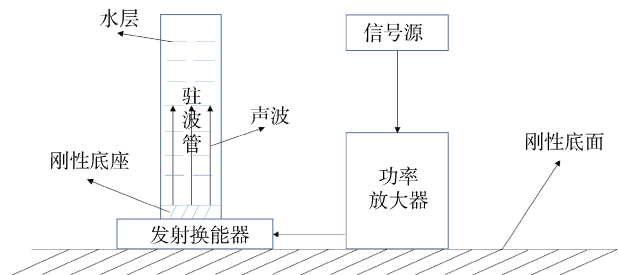 水层
信号源
驻
波
管
声波
刚性底座
刚性底面
功率
放大器
发射换能器